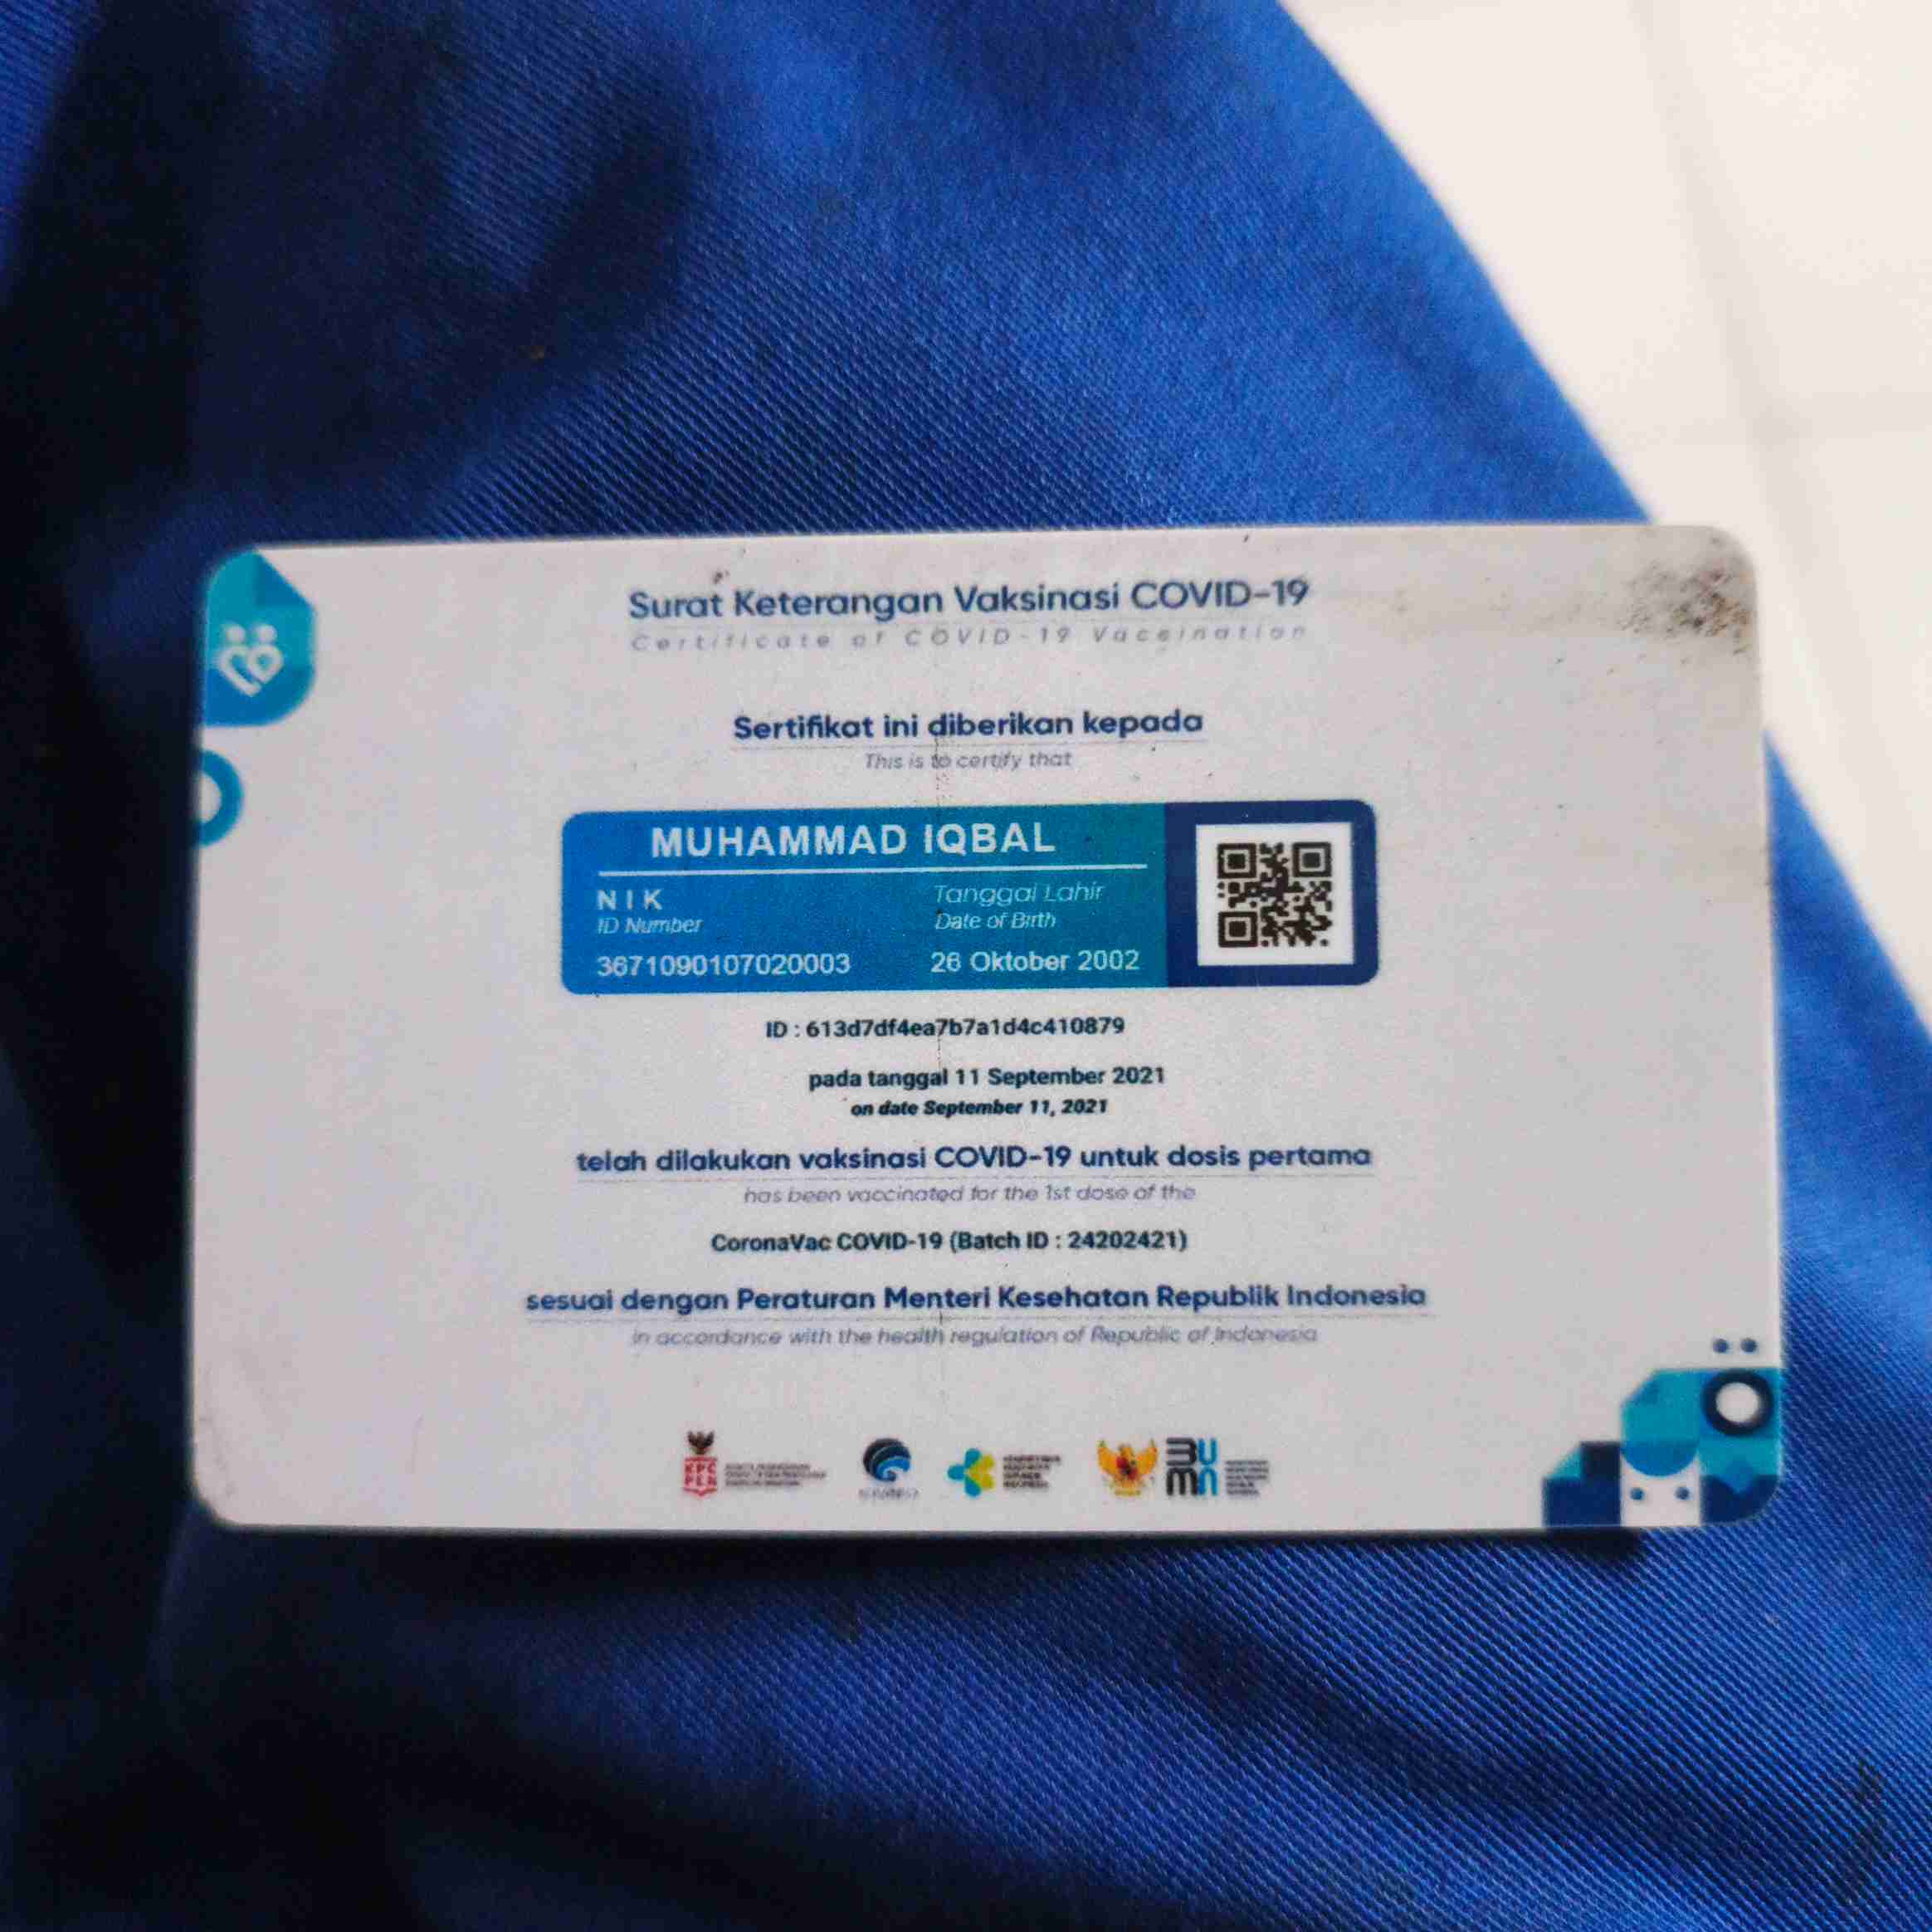 Surat Keterangan Vaksinasi COVID-19
Certificate of COVID-19 Vaccination
Sertifikat ini diberikan kepada
This is to certify that
MUHAMMAD IQBAL
NIK
ID Number
3671090107020003
Tanggal Lahir
Date of Birth
26 Oktober 2002
ID : 613d7df4ea7b7a1d4c410879
pada tanggal 11 September 2021
on date September 11, 2021
telah dilakukan vaksinasi COVID-19 untuk dosis pertama
has been vaccinated for the 1st dose of the
CoronaVac COVID-19 (Batch ID : 24202421)
sesuai dengan Peraturan Menteri Kesehatan Republik Indonesia
in accordance with the health regulation of Republic of Indonesia
KPC
PEN
BUMN